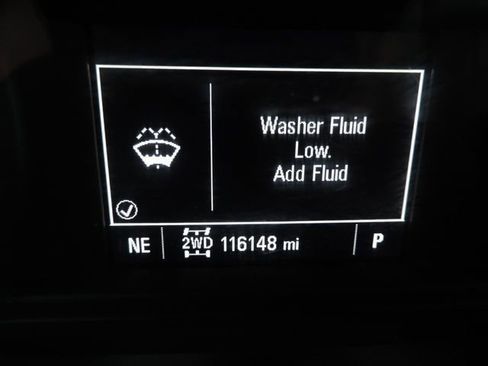 Washer Fluid
Low.
Add Fluid
NE 2WD 116148 mi P